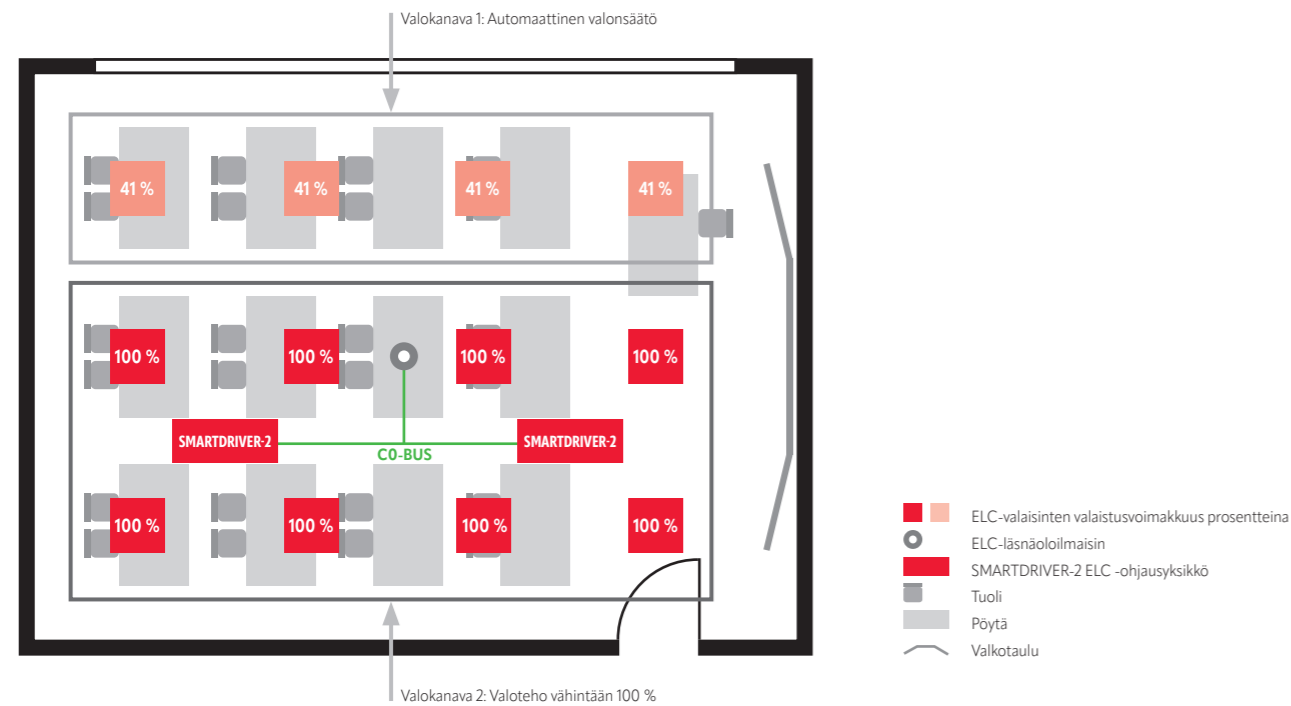 Valokanava 1: Automaattinen valonsäätö
41 % 41 % 41 % 41 %
100 % 100 % 100 % 100 %
SMARTDRIVER-2 SMARTDRIVER-2
C0-BUS
100 % 100 % 100 % 100 %
Valokanava 2: Valoteho vähintään 100 %
ELC-valaisinten valaistusvoimakkuus prosentteina
ELC-läsnäoloilmaisin
SMARTDRIVER-2 ELC -ohjausyksikkö
Tuoli
Pöytä
Valkotaulu